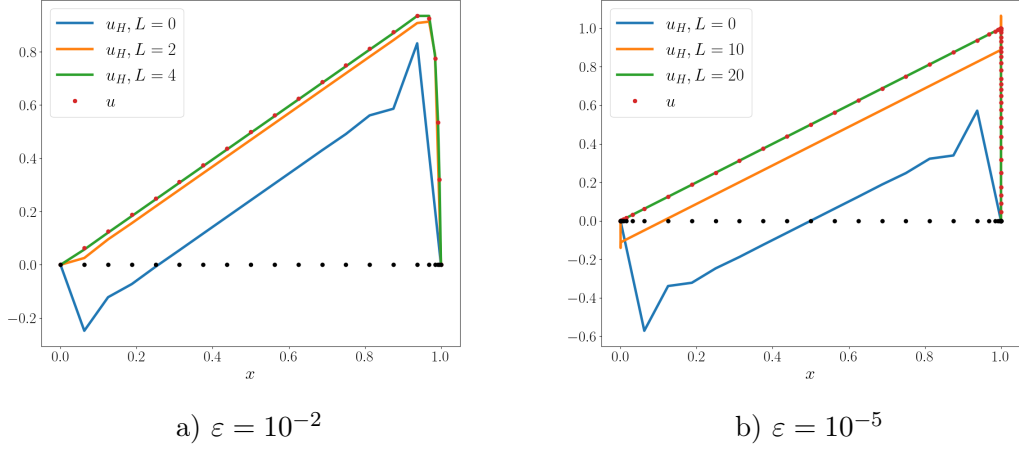 u_H, L = 0
u_H, L = 2
u_H, L = 4
u
0.8
0.6
0.4
0.2
0.0
−0.2
0.0 0.2 0.4 0.6 0.8 1.0
x
a) ε = 10⁻²
u_H, L = 0
u_H, L = 10
u_H, L = 20
u
1.0
0.8
0.6
0.4
0.2
0.0
−0.2
−0.4
−0.6
0.0 0.2 0.4 0.6 0.8 1.0
x
b) ε = 10⁻⁵